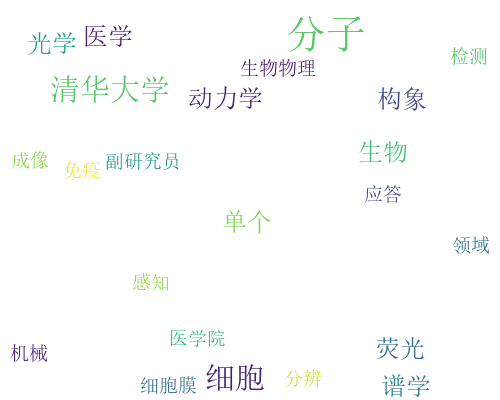 分子
光学
医学
检测
生物物理
清华大学
动力学
构象
生物
成像
免疫
副研究员
应答
单个
领域
感知
医学院
机械
荧光
细胞膜
细胞
分辨
谱学